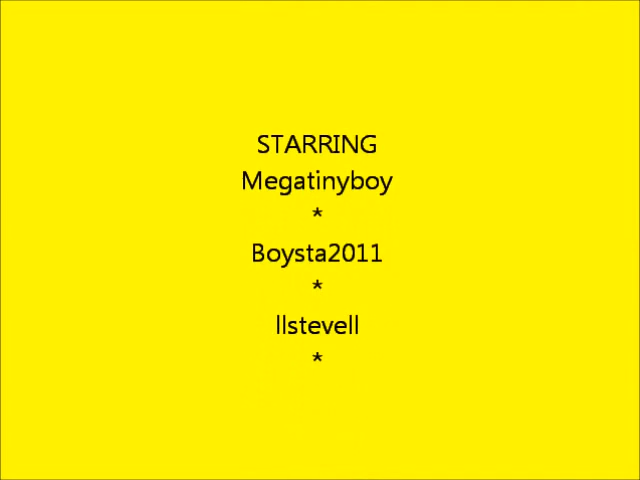 STARRING
Megatinyboy
*
Boysta2011
*
llstevell
*